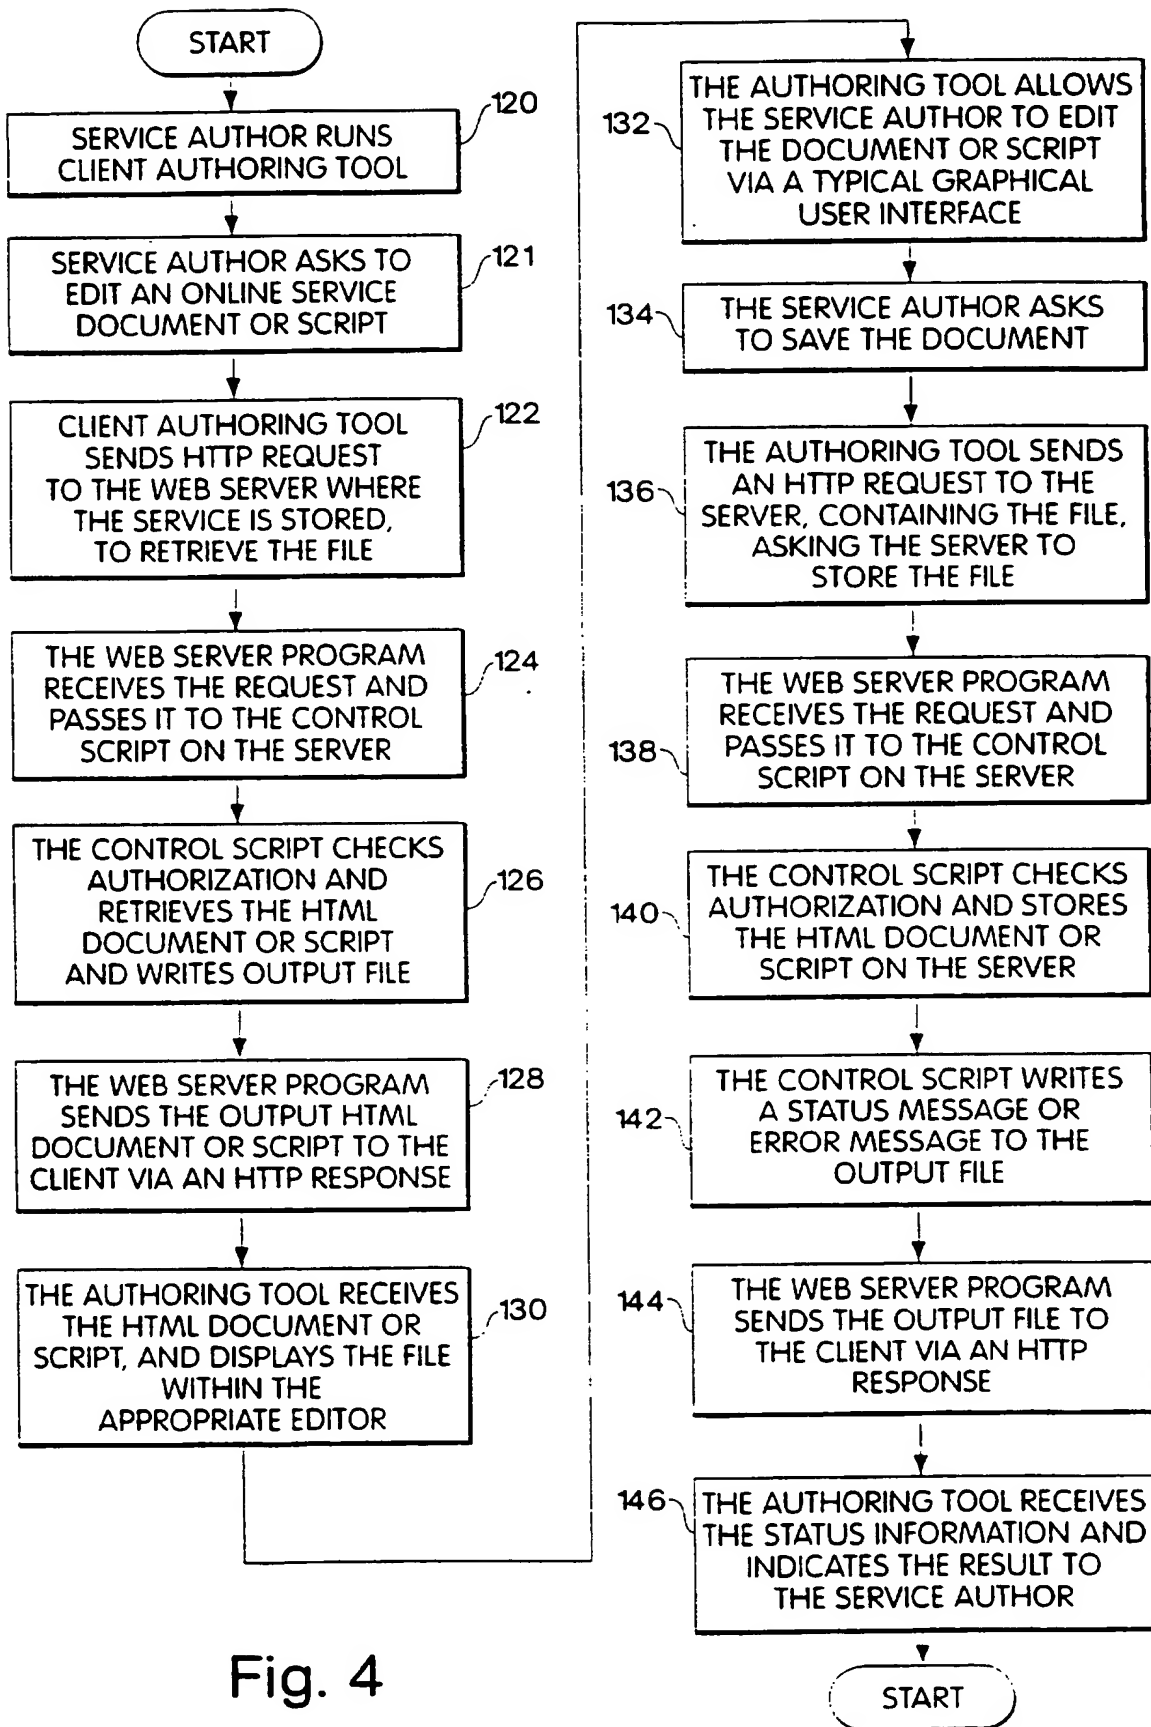 START
SERVICE AUTHOR RUNS
CLIENT AUTHORING TOOL
120
SERVICE AUTHOR ASKS TO
EDIT AN ONLINE SERVICE
DOCUMENT OR SCRIPT
121
CLIENT AUTHORING TOOL
SENDS HTTP REQUEST
TO THE WEB SERVER WHERE
THE SERVICE IS STORED,
TO RETRIEVE THE FILE
122
THE WEB SERVER PROGRAM
RECEIVES THE REQUEST AND
PASSES IT TO THE CONTROL
SCRIPT ON THE SERVER
124
THE CONTROL SCRIPT CHECKS
AUTHORIZATION AND
RETRIEVES THE HTML
DOCUMENT OR SCRIPT
AND WRITES OUTPUT FILE
126
THE WEB SERVER PROGRAM
SENDS THE OUTPUT HTML
DOCUMENT OR SCRIPT TO THE
CLIENT VIA AN HTTP RESPONSE
128
THE AUTHORING TOOL RECEIVES
THE HTML DOCUMENT OR
SCRIPT, AND DISPLAYS THE FILE
WITHIN THE
APPROPRIATE EDITOR
130
132
THE AUTHORING TOOL ALLOWS
THE SERVICE AUTHOR TO EDIT
THE DOCUMENT OR SCRIPT
VIA A TYPICAL GRAPHICAL
USER INTERFACE
134
THE SERVICE AUTHOR ASKS
TO SAVE THE DOCUMENT
136
THE AUTHORING TOOL SENDS
AN HTTP REQUEST TO THE
SERVER, CONTAINING THE FILE,
ASKING THE SERVER TO
STORE THE FILE
138
THE WEB SERVER PROGRAM
RECEIVES THE REQUEST AND
PASSES IT TO THE CONTROL
SCRIPT ON THE SERVER
140
THE CONTROL SCRIPT CHECKS
AUTHORIZATION AND STORES
THE HTML DOCUMENT OR
SCRIPT ON THE SERVER
142
THE CONTROL SCRIPT WRITES
A STATUS MESSAGE OR
ERROR MESSAGE TO THE
OUTPUT FILE
144
THE WEB SERVER PROGRAM
SENDS THE OUTPUT FILE TO
THE CLIENT VIA AN HTTP
RESPONSE
146
THE AUTHORING TOOL RECEIVES
THE STATUS INFORMATION AND
INDICATES THE RESULT TO
THE SERVICE AUTHOR
START
Fig. 4